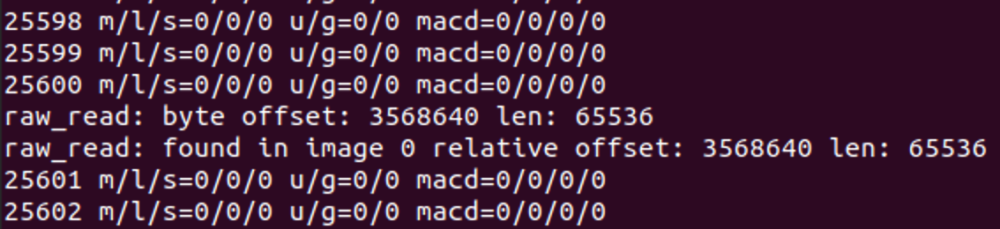 25598 m/l/s=0/0/0 u/g=0/0 macd=0/0/0/0
25599 m/l/s=0/0/0 u/g=0/0 macd=0/0/0/0
25600 m/l/s=0/0/0 u/g=0/0 macd=0/0/0/0
raw_read: byte offset: 3568640 len: 65536
raw_read: found in image 0 relative offset: 3568640 len: 65536
25601 m/l/s=0/0/0 u/g=0/0 macd=0/0/0/0
25602 m/l/s=0/0/0 u/g=0/0 macd=0/0/0/0